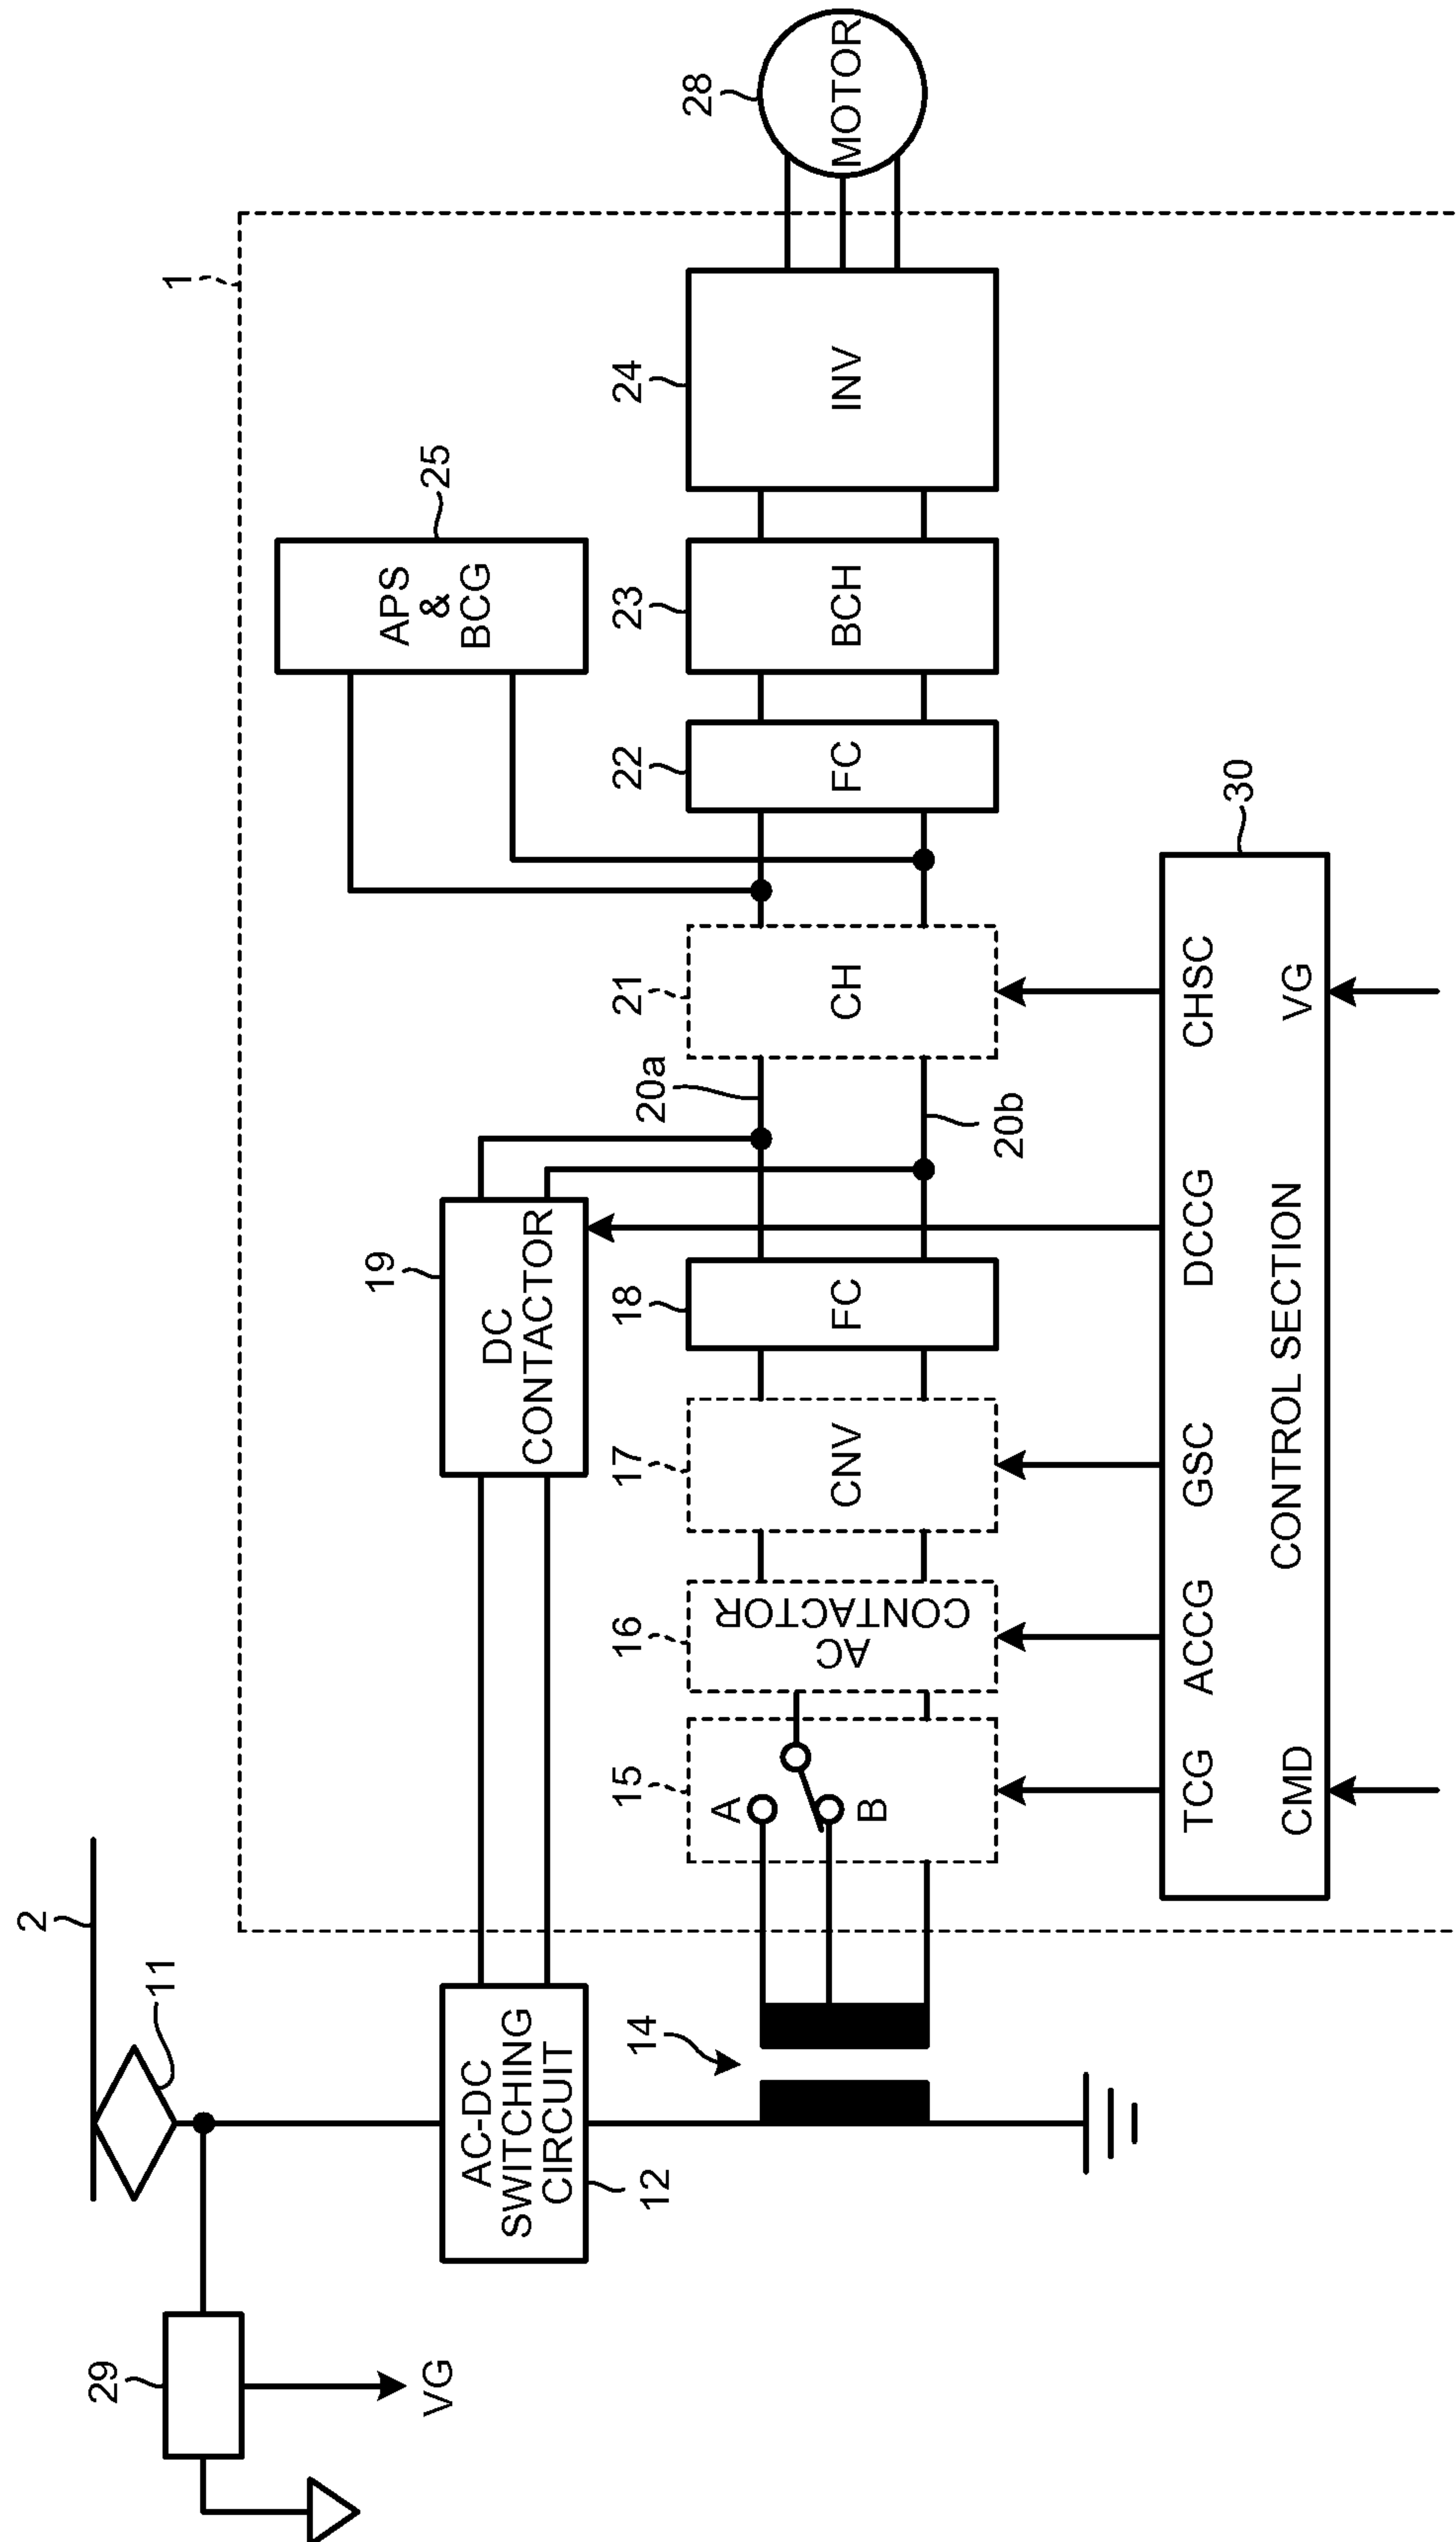 2
11
29
VG
AC-DC
SWITCHING
CIRCUIT
12
14
1
19
DC
CONTACTOR
25
APS
&
BCG
15
A
B
16
AC
CONTACTOR
17
CNV
18
FC
20a
20b
21
CH
22
FC
23
BCH
24
INV
28
MOTOR
30
TCG
ACCG
GSC
DCCG
CHSC
CMD
CONTROL SECTION
VG